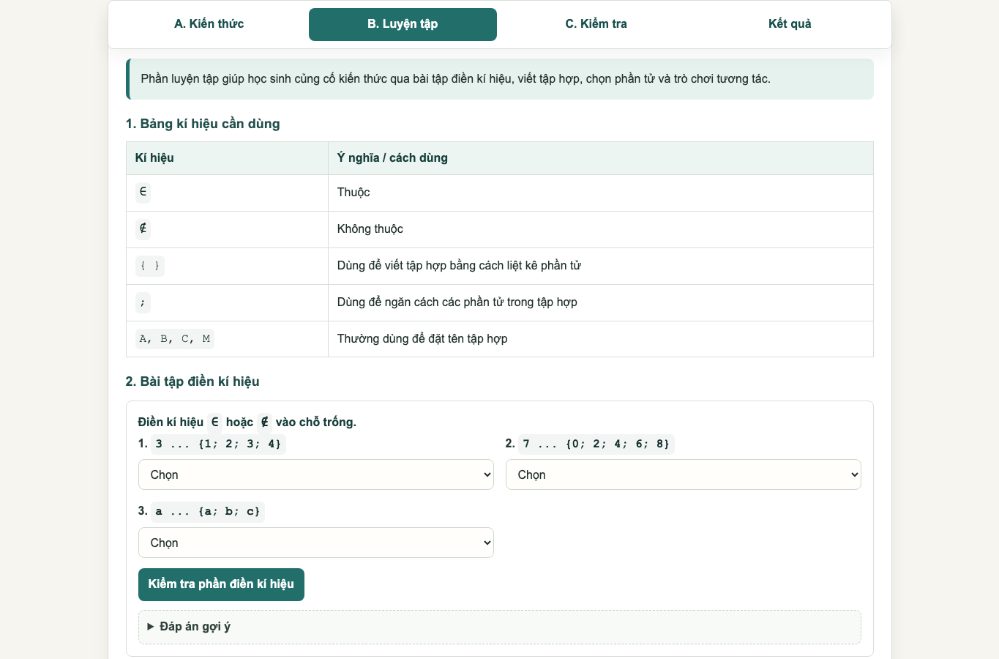 A. Kiến thức
B. Luyện tập
C. Kiểm tra
Kết quả
Phần luyện tập giúp học sinh củng cố kiến thức qua bài tập điền kí hiệu, viết tập hợp, chọn phần tử và trò chơi tương tác.
1. Bảng kí hiệu cần dùng
Kí hiệu
Ý nghĩa / cách dùng
∈
Thuộc
∉
Không thuộc
{ }
Dùng để viết tập hợp bằng cách liệt kê phần tử
;
Dùng để ngăn cách các phần tử trong tập hợp
A, B, C, M
Thường dùng để đặt tên tập hợp
2. Bài tập điền kí hiệu
Điền kí hiệu ∈ hoặc ∉ vào chỗ trống.
1. 3 ... {1; 2; 3; 4}
Chọn
2. 7 ... {0; 2; 4; 6; 8}
Chọn
3. a ... {a; b; c}
Chọn
Kiểm tra phần điền kí hiệu
Đáp án gợi ý